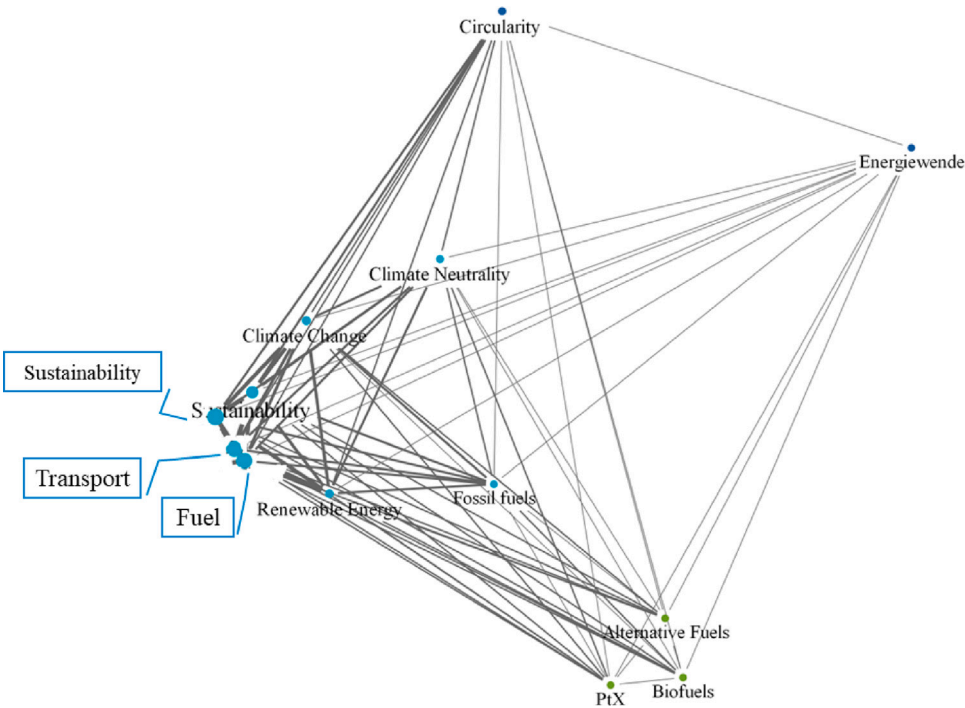 Circularity
Energiewende
Climate Neutrality
Climate Change
Sustainability
Sustainability
Transport
Fuel
Renewable Energy
Fossil fuels
Alternative Fuels
Biofuels
PtX